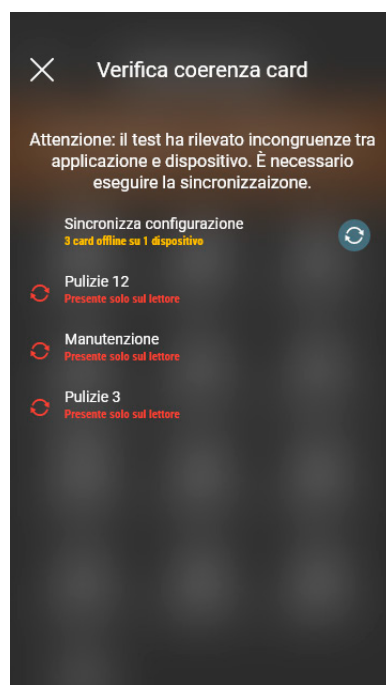 Verifica coerenza card
Attenzione: il test ha rilevato incongruenze tra
applicazione e dispositivo. È necessario
eseguire la sincronizzaizone.
Sincronizza configurazione
3 card offline su 1 dispositivo
Pulizie 12
Presente solo sul lettore
Manutenzione
Presente solo sul lettore
Pulizie 3
Presente solo sul lettore